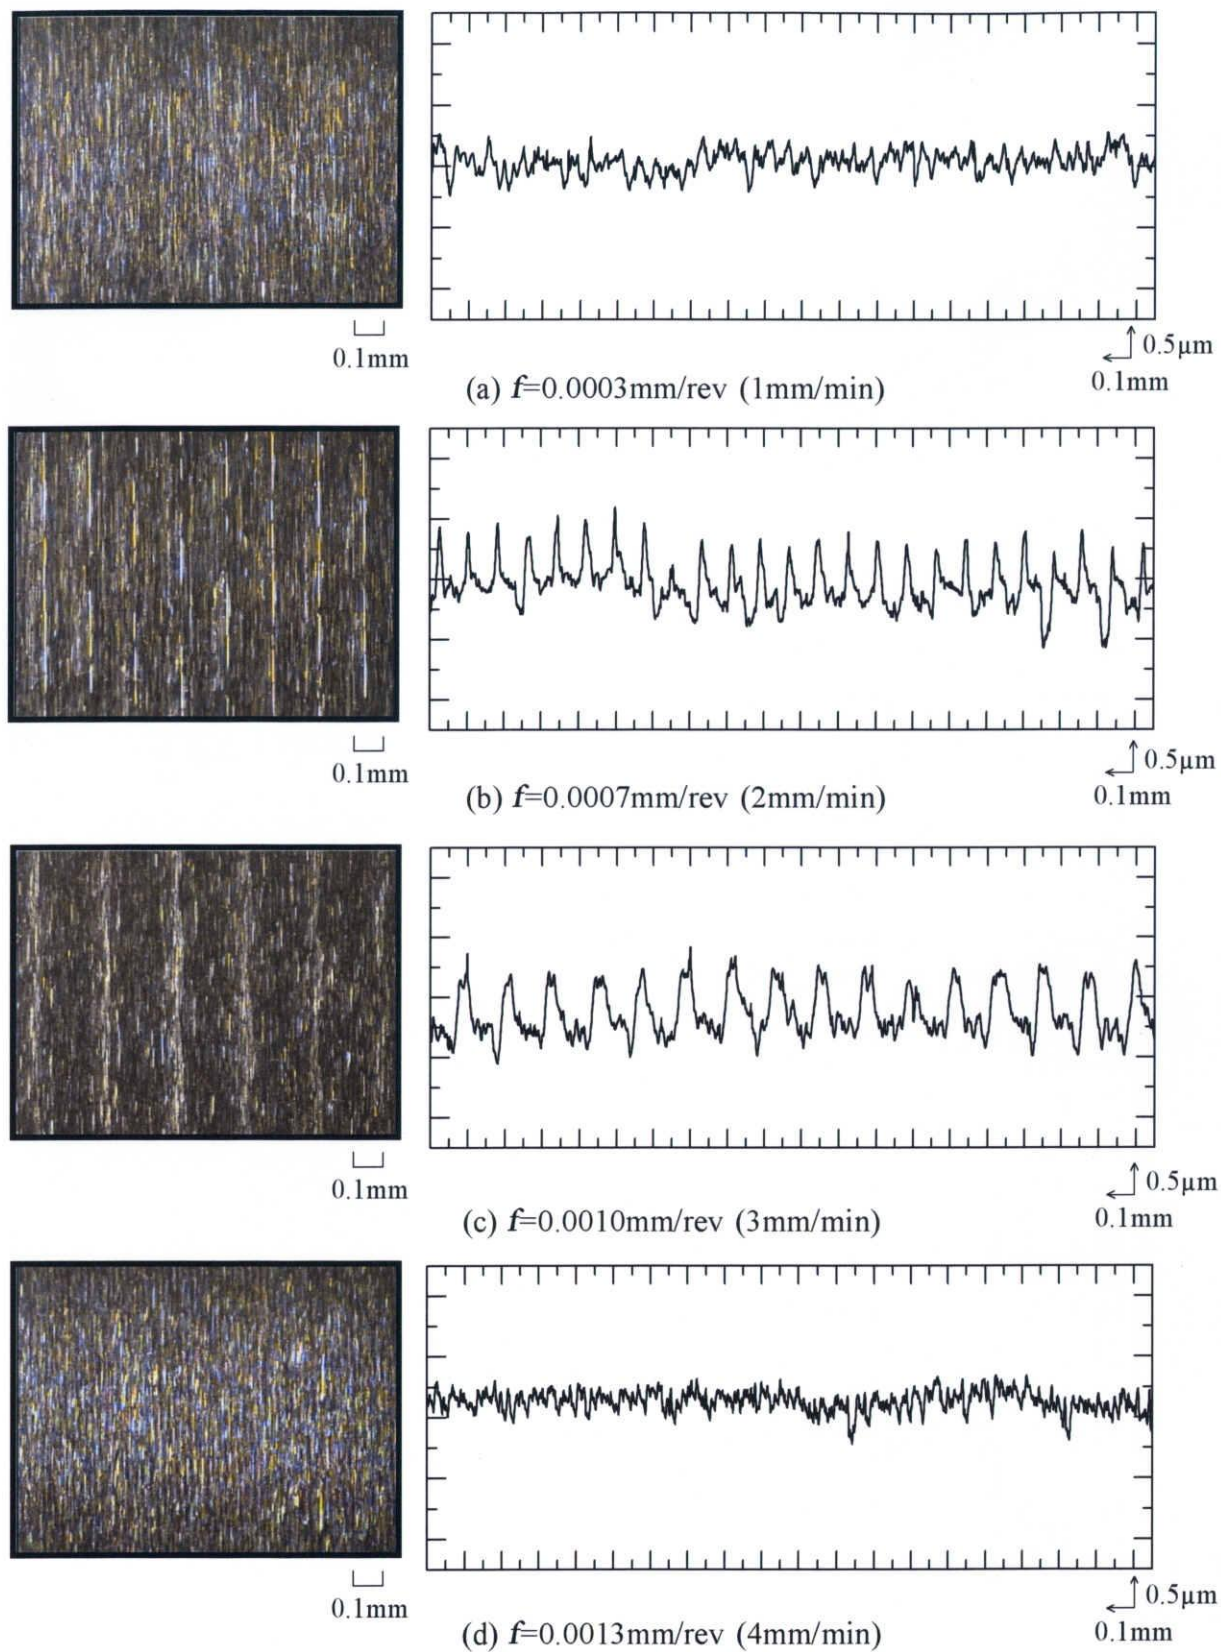 0.1mm
0.5µm
0.1mm
(a) f=0.0003mm/rev (1mm/min)
0.1mm
0.5µm
0.1mm
(b) f=0.0007mm/rev (2mm/min)
0.1mm
0.5µm
0.1mm
(c) f=0.0010mm/rev (3mm/min)
0.1mm
0.5µm
0.1mm
(d) f=0.0013mm/rev (4mm/min)